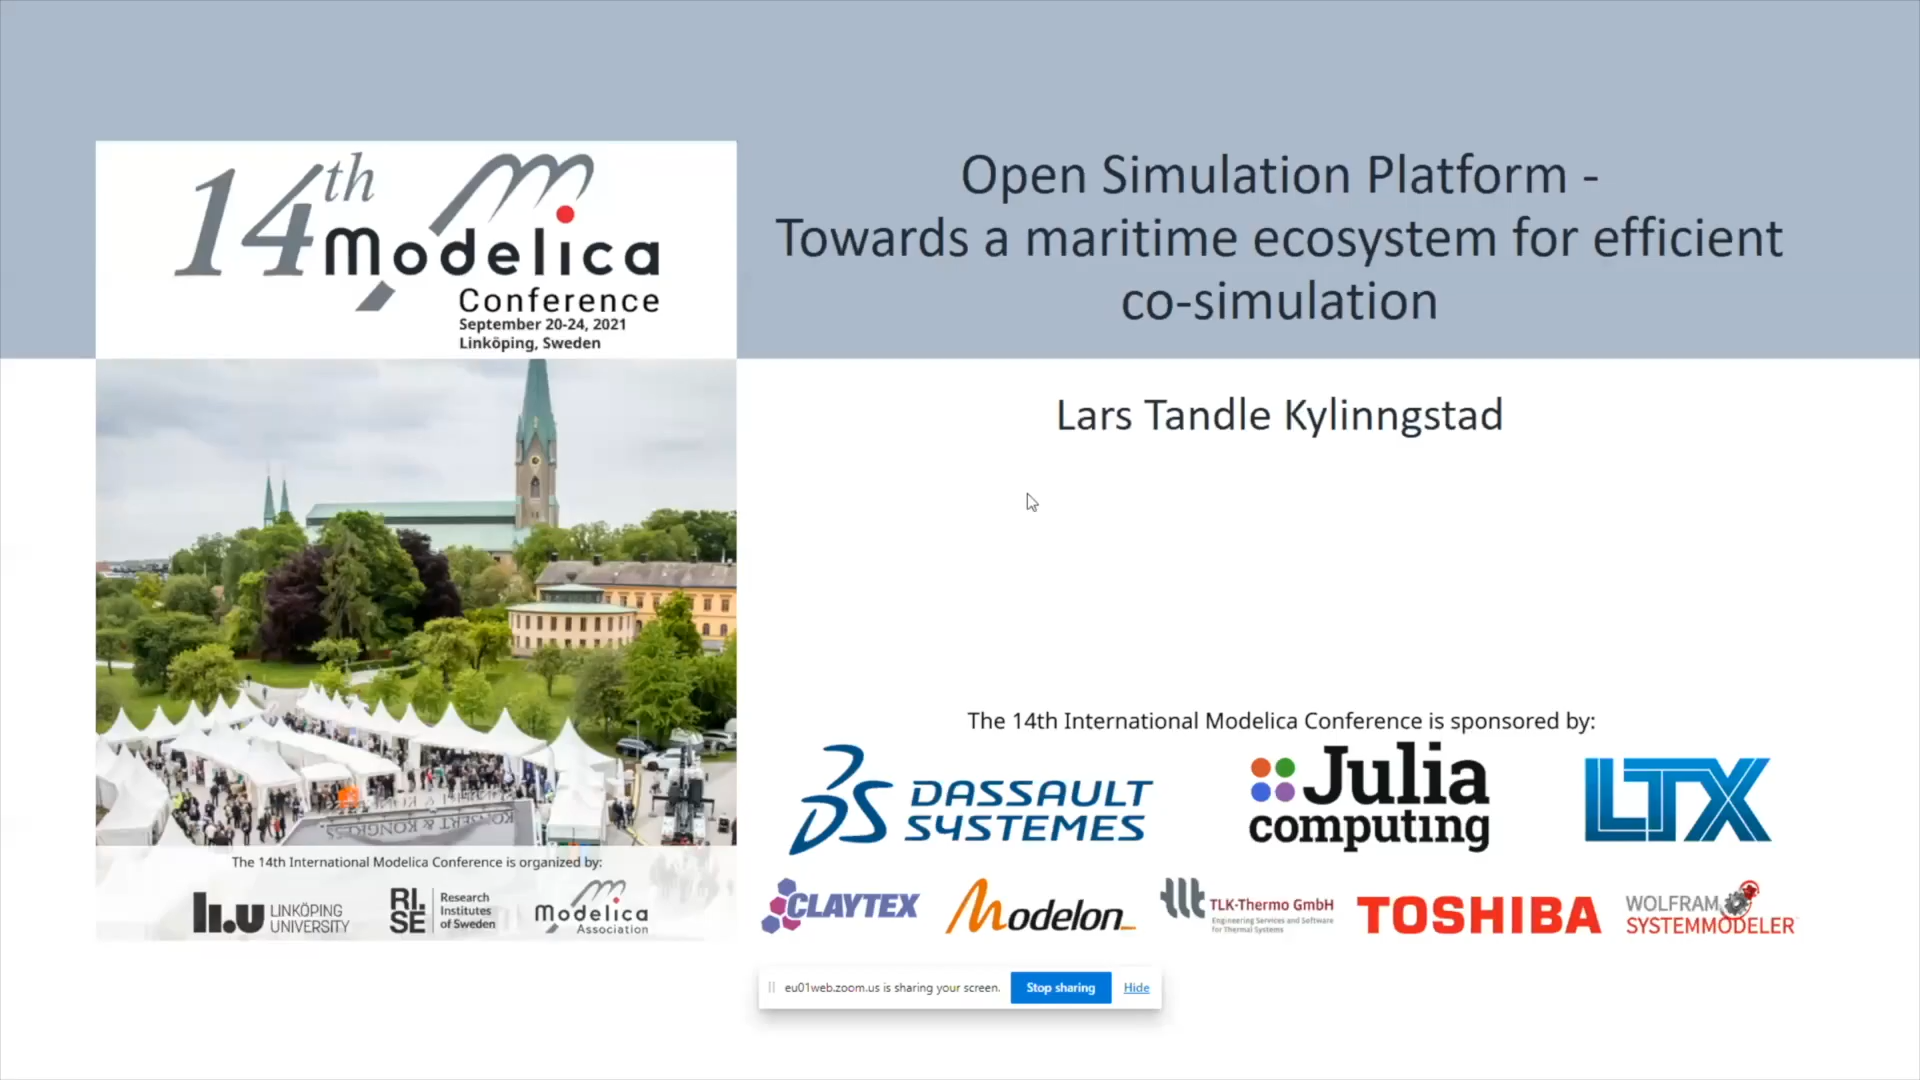 14th
Modelica
Conference
September 20-24, 2021
Linköping, Sweden
Open Simulation Platform -
Towards a maritime ecosystem for efficient
co-simulation
Lars Tandle Kylinngstad
KONSERT & KONGRESS
The 14th International Modelica Conference is organized by:
LiU LINKÖPING
UNIVERSITY
RI.
SE
Research
Institutes
of Sweden
Modelica
Association
The 14th International Modelica Conference is sponsored by:
DASSAULT
SYSTEMES
Julia
computing
LTX
CLAYTEX
Modelon
TLK-Thermo GmbH
Engineering Services and Software
for Thermal Systems
TOSHIBA
WOLFRAM
SYSTEMMODELER
eu01web.zoom.us is sharing your screen.
Stop sharing
Hide